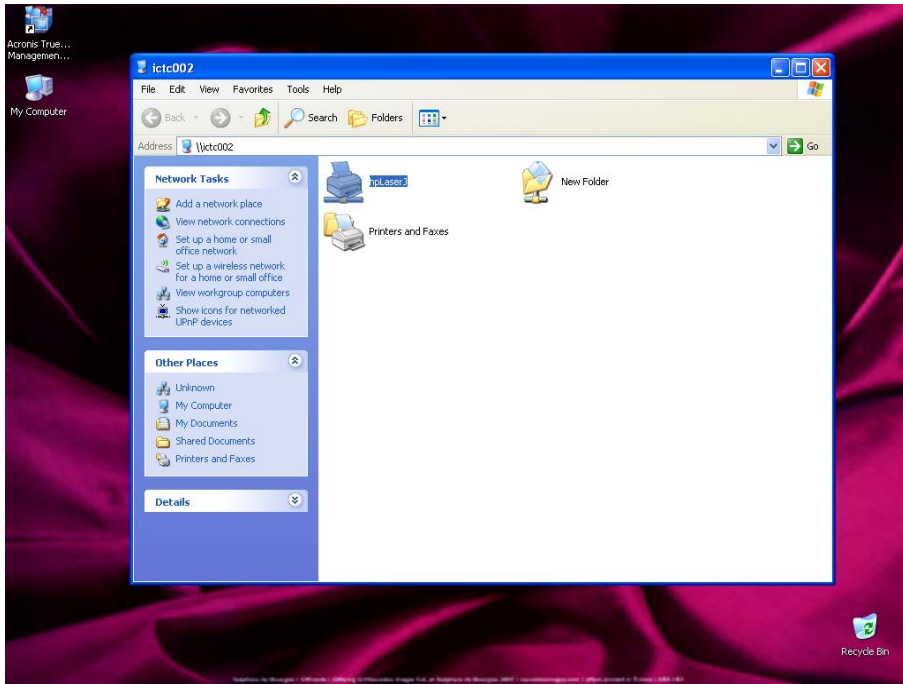 Acronis True...
Managemen...
My Computer
ictc002
File Edit View Favorites Tools Help
Back Search Folders
Address \\ictc002 Go
Network Tasks
Add a network place
View network connections
Set up a home or small
office network
Set up a wireless network
for a home or small office
View workgroup computers
Show icons for networked
UPnP devices
Other Places
Unknown
My Computer
My Documents
Shared Documents
Printers and Faxes
Details
hpLaser3
New Folder
Printers and Faxes
Recycle Bin